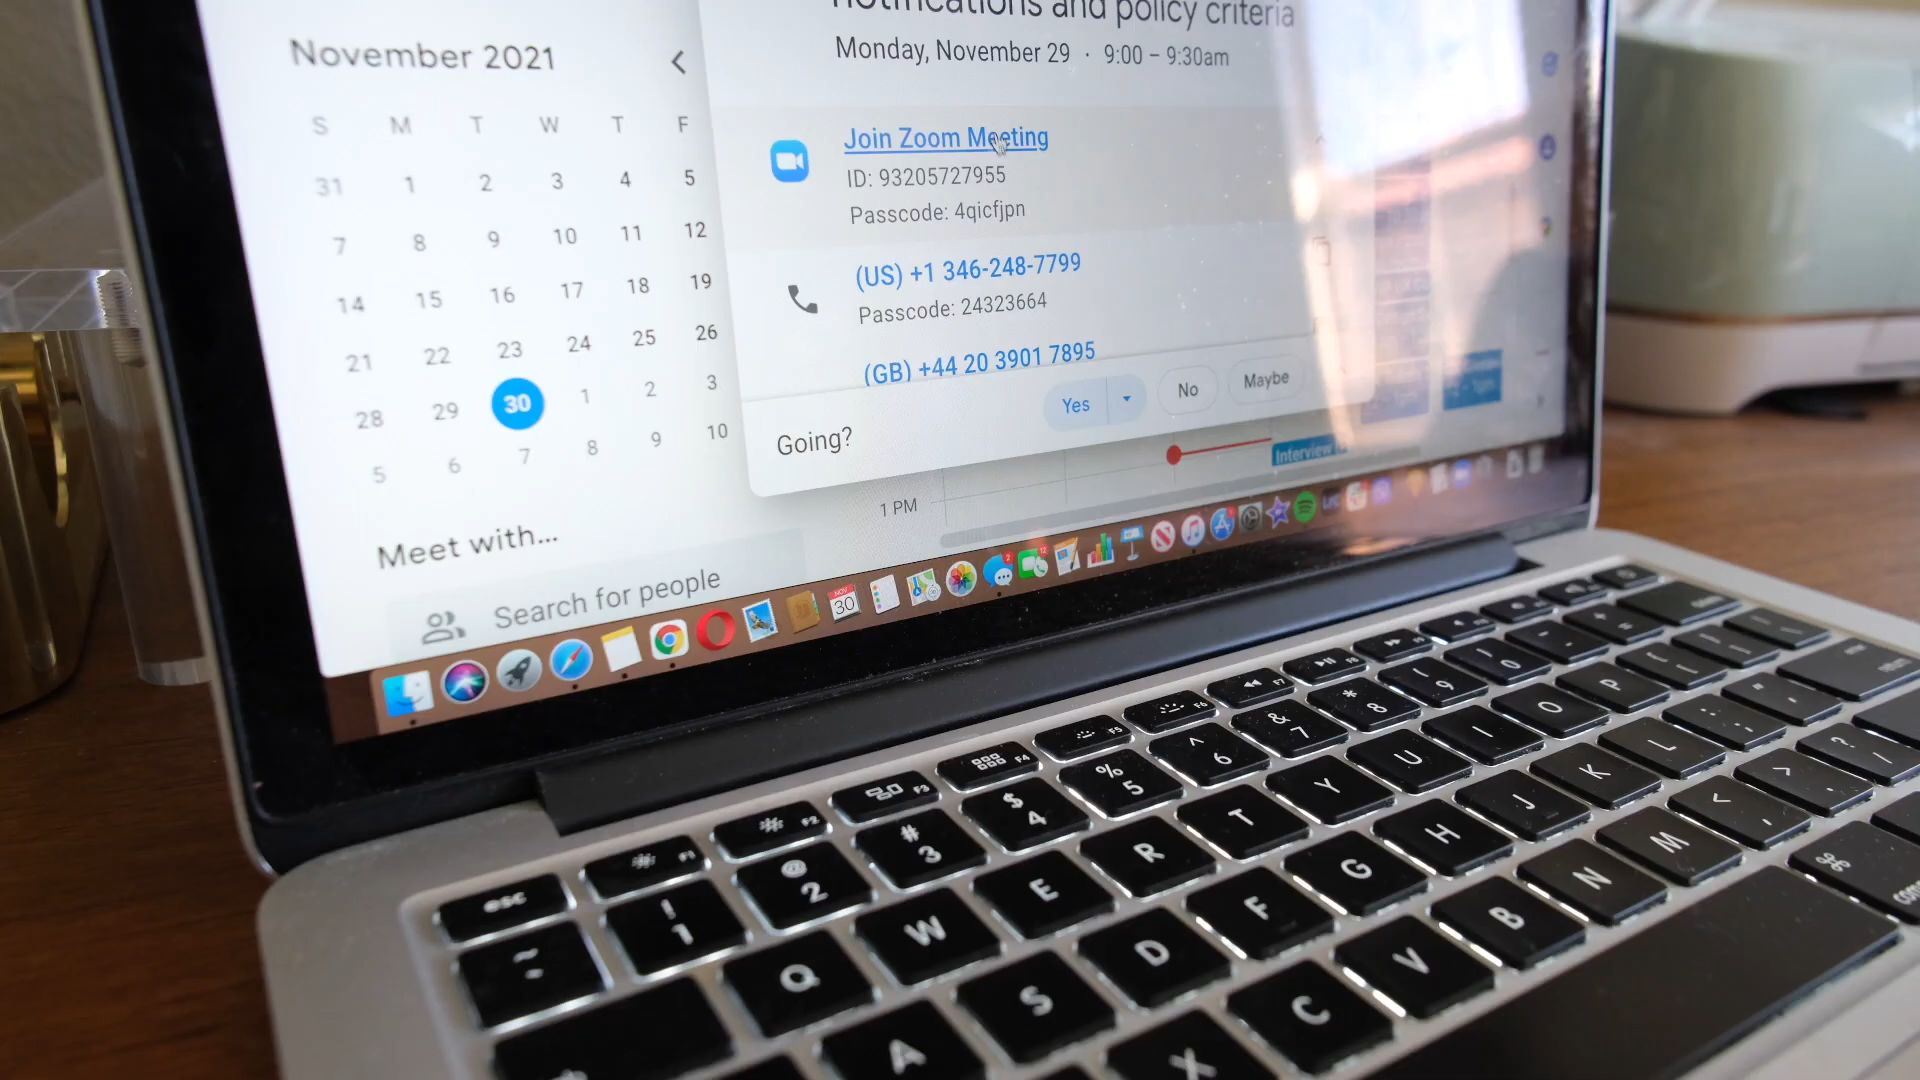 notifications and policy criteria
Monday, November 29 · 9:00 – 9:30am
November 2021
S M T W T F
31 1 2 3 4 5
7 8 9 10 11 12
14 15 16 17 18 19
21 22 23 24 25 26
28 29 30 1 2 3
5 6 7 8 9 10
Meet with...
Search for people
Join Zoom Meeting
ID: 93205727955
Passcode: 4qicfjpn
(US) +1 346-248-7799
Passcode: 24323664
(GB) +44 20 3901 7895
Going?
Yes No Maybe
1 PM
Interview
NOV
30
esc F1 F2 F3 F4 F5 F6 F7 F8
~ ! 1 @ 2 # 3 $ 4 % 5 ^ 6 & 7 * 8 ( 9 ) 0 - + =
Q W E R T Y U I O P
return
A S D F G H J K L
X C V B N M < , > . ? /
⌘